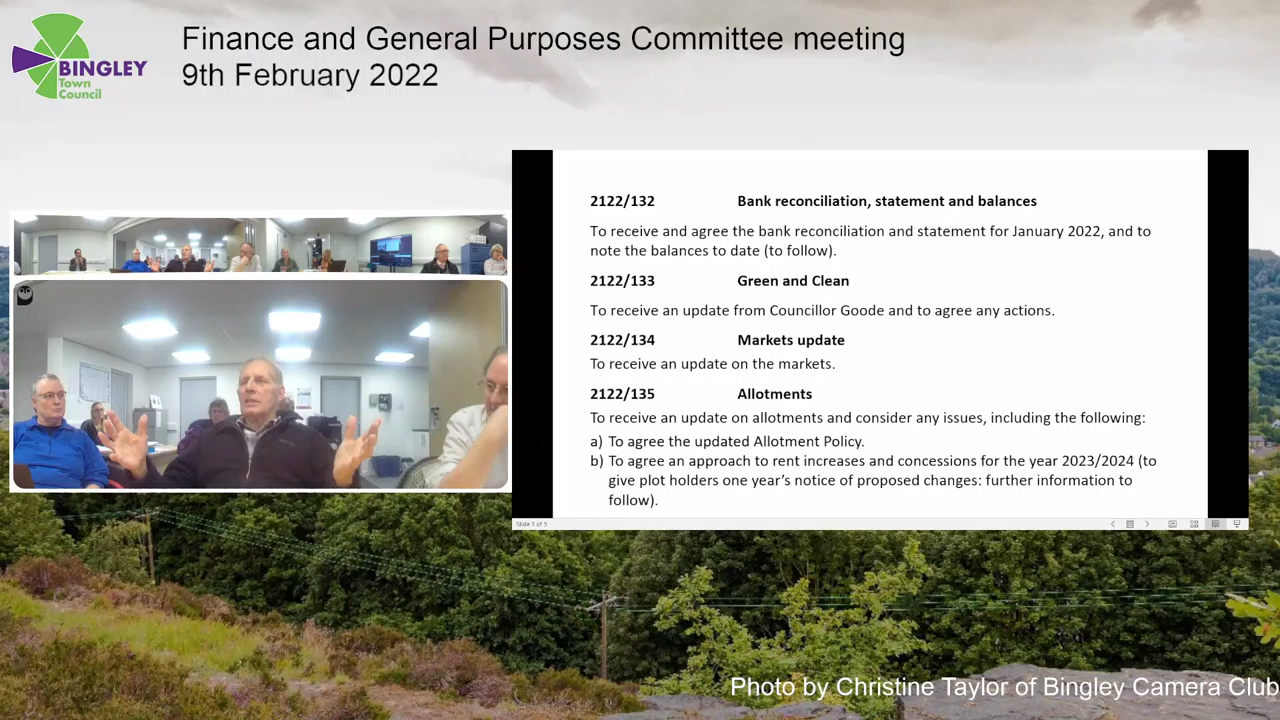 BINGLEY
Town
Council
Finance and General Purposes Committee meeting
9th February 2022
2122/132 Bank reconciliation, statement and balances
To receive and agree the bank reconciliation and statement for January 2022, and to
note the balances to date (to follow).
2122/133 Green and Clean
To receive an update from Councillor Goode and to agree any actions.
2122/134 Markets update
To receive an update on the markets.
2122/135 Allotments
To receive an update on allotments and consider any issues, including the following:
a) To agree the updated Allotment Policy.
b) To agree an approach to rent increases and concessions for the year 2023/2024 (to
give plot holders one year’s notice of proposed changes: further information to
follow).
Slide 1 of 5
Photo by Christine Taylor of Bingley Camera Club